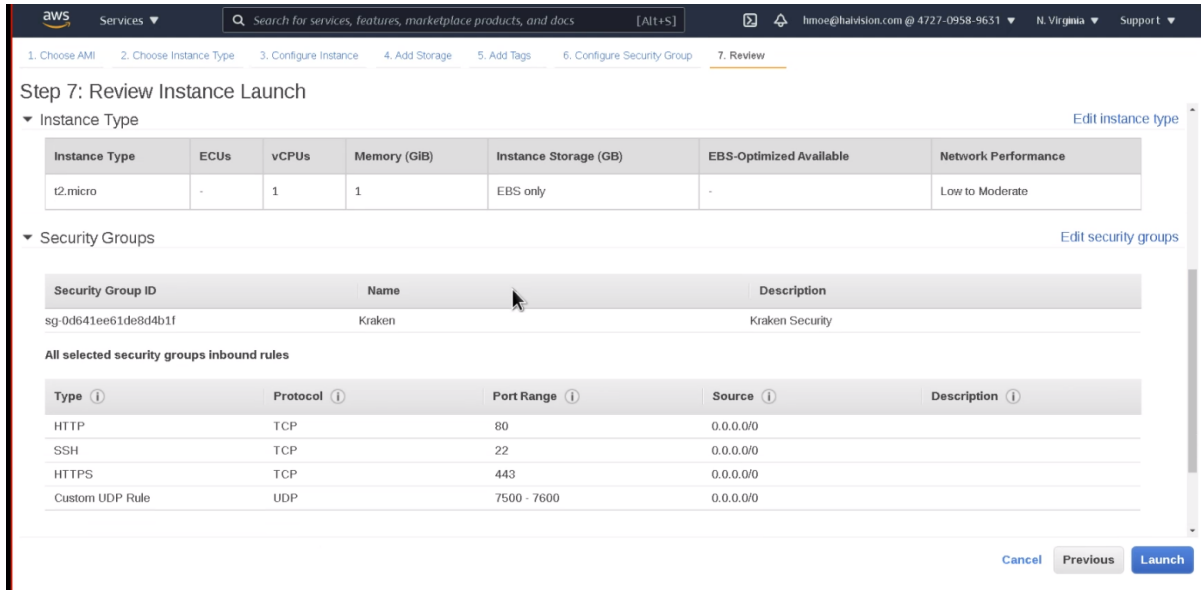 aws Services Search for services, features, marketplace products, and docs [Alt+S] hmoe@haivision.com @ 4727-0958-9631 N. Virginia Support
1. Choose AMI 2. Choose Instance Type 3. Configure Instance 4. Add Storage 5. Add Tags 6. Configure Security Group 7. Review
Step 7: Review Instance Launch
Instance Type Edit instance type
Instance Type ECUs vCPUs Memory (GiB) Instance Storage (GB) EBS-Optimized Available Network Performance
t2.micro - 1 1 EBS only - Low to Moderate
Security Groups Edit security groups
Security Group ID Name Description
sg-0d641ee61de8d4b1f Kraken Kraken Security
All selected security groups inbound rules
Type Protocol Port Range Source Description
HTTP TCP 80 0.0.0.0/0
SSH TCP 22 0.0.0.0/0
HTTPS TCP 443 0.0.0.0/0
Custom UDP Rule UDP 7500 - 7600 0.0.0.0/0
Cancel Previous Launch